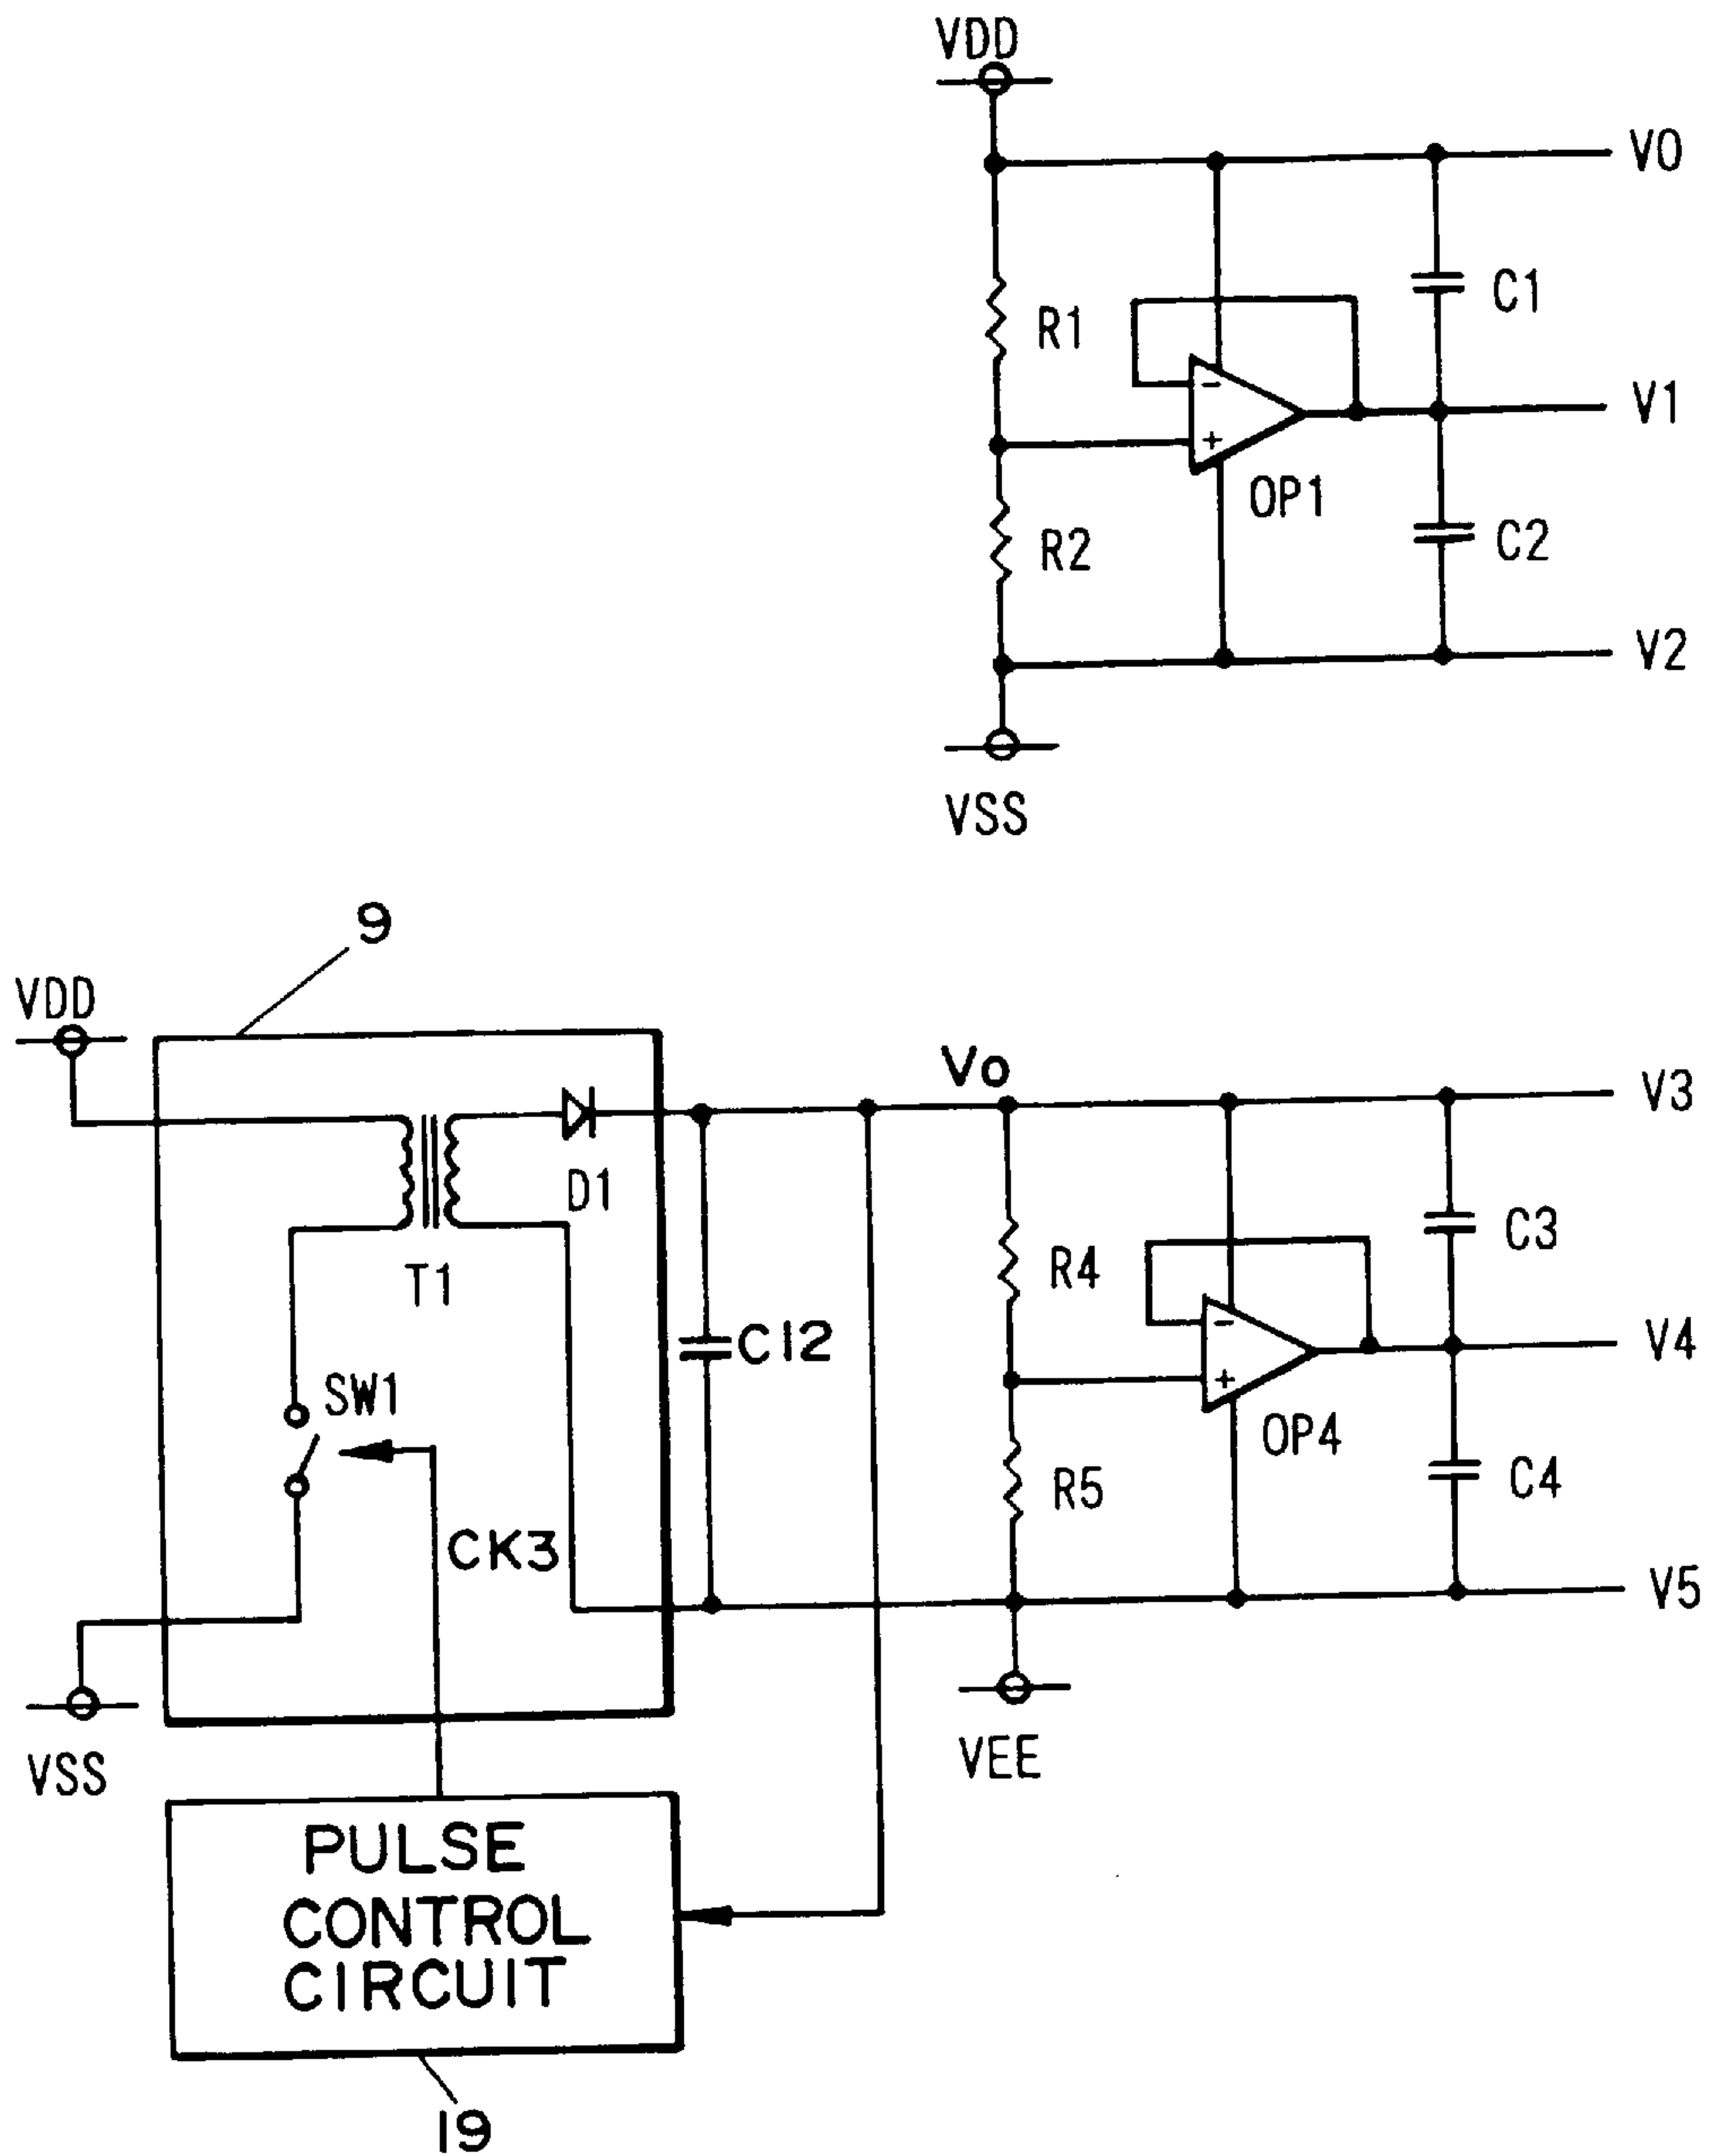 VDD
V0
C1
R1
V1
OP1
C2
R2
V2
VSS
9
VDD
Vo
V3
D1
C3
R4
T1
C12
V4
SW1
OP4
C4
R5
CK3
V5
VEE
VSS
PULSE
CONTROL
CIRCUIT
19